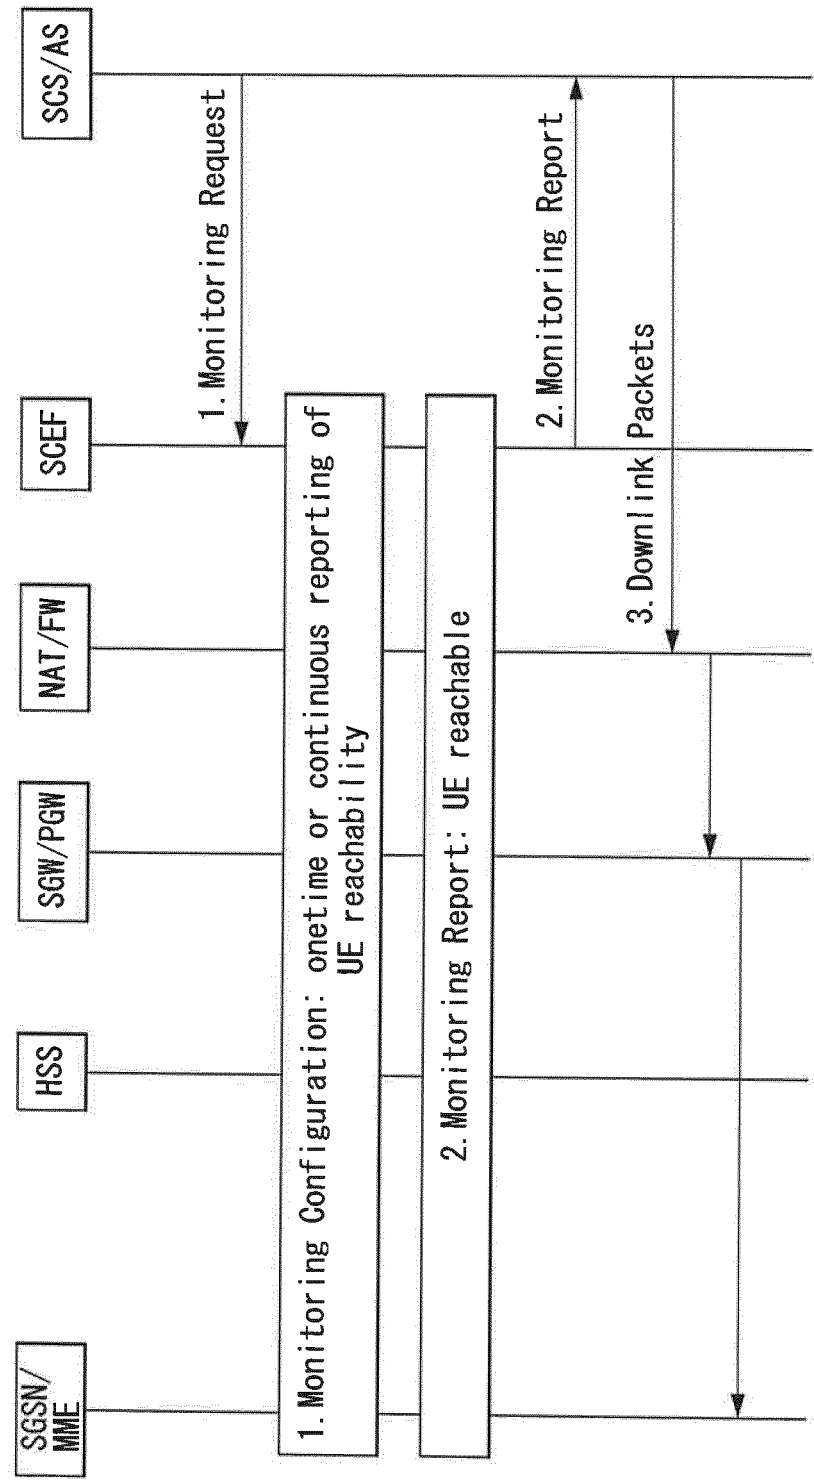 SGSN/
MME
HSS
SGW/PGW
NAT/FW
SCEF
SCS/AS
1. Monitoring Request
1. Monitoring Configuration: onetime or continuous reporting of
UE reachability
2. Monitoring Report: UE reachable
2. Monitoring Report
3. Downlink Packets